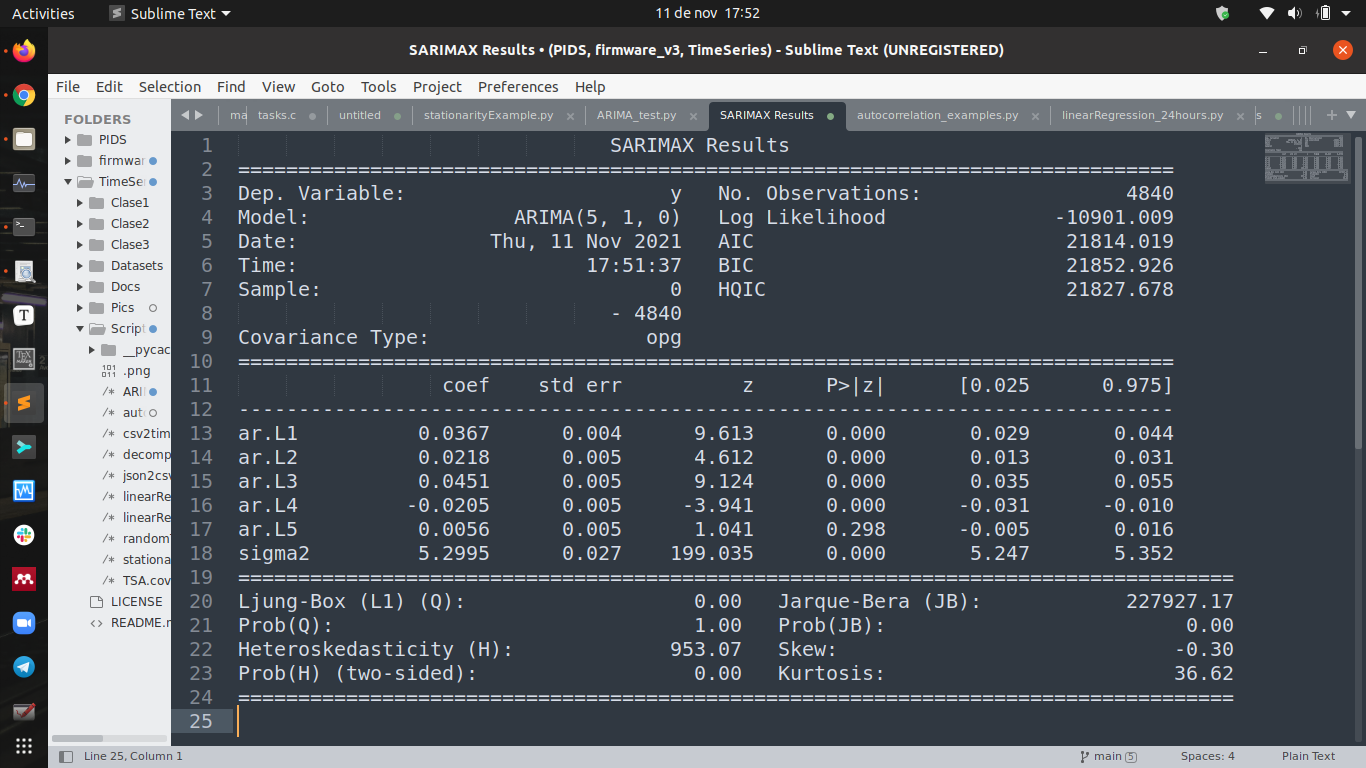 Activities Sublime Text 11 de nov 17:52
SARIMAX Results • (PIDS, firmware_v3, TimeSeries) - Sublime Text (UNREGISTERED)
File Edit Selection Find View Goto Tools Project Preferences Help
FOLDERS
PIDS
firmwar
TimeSer
Clase1
Clase2
Clase3
Datasets
Docs
Pics
Script
__pycac
.png
/* ARI
/* aut
/* csv2tim
/* decomp
/* json2csv
/* linearRe
/* linearRe
/* random
/* stationa
/* TSA.cov
LICENSE
<> README.r
ma tasks.c untitled stationarityExample.py ARIMA_test.py SARIMAX Results autocorrelation_examples.py linearRegression_24hours.py s
1 SARIMAX Results
2 ==============================================================================
3 Dep. Variable: y No. Observations: 4840
4 Model: ARIMA(5, 1, 0) Log Likelihood -10901.009
5 Date: Thu, 11 Nov 2021 AIC 21814.019
6 Time: 17:51:37 BIC 21852.926
7 Sample: 0 HQIC 21827.678
8 - 4840
9 Covariance Type: opg
10 ==============================================================================
11 coef std err z P>|z| [0.025 0.975]
12 ------------------------------------------------------------------------------
13 ar.L1 0.0367 0.004 9.613 0.000 0.029 0.044
14 ar.L2 0.0218 0.005 4.612 0.000 0.013 0.031
15 ar.L3 0.0451 0.005 9.124 0.000 0.035 0.055
16 ar.L4 -0.0205 0.005 -3.941 0.000 -0.031 -0.010
17 ar.L5 0.0056 0.005 1.041 0.298 -0.005 0.016
18 sigma2 5.2995 0.027 199.035 0.000 5.247 5.352
19 ===================================================================================
20 Ljung-Box (L1) (Q): 0.00 Jarque-Bera (JB): 227927.17
21 Prob(Q): 1.00 Prob(JB): 0.00
22 Heteroskedasticity (H): 953.07 Skew: -0.30
23 Prob(H) (two-sided): 0.00 Kurtosis: 36.62
24 ===================================================================================
25
Line 25, Column 1 main 5 Spaces: 4 Plain Text